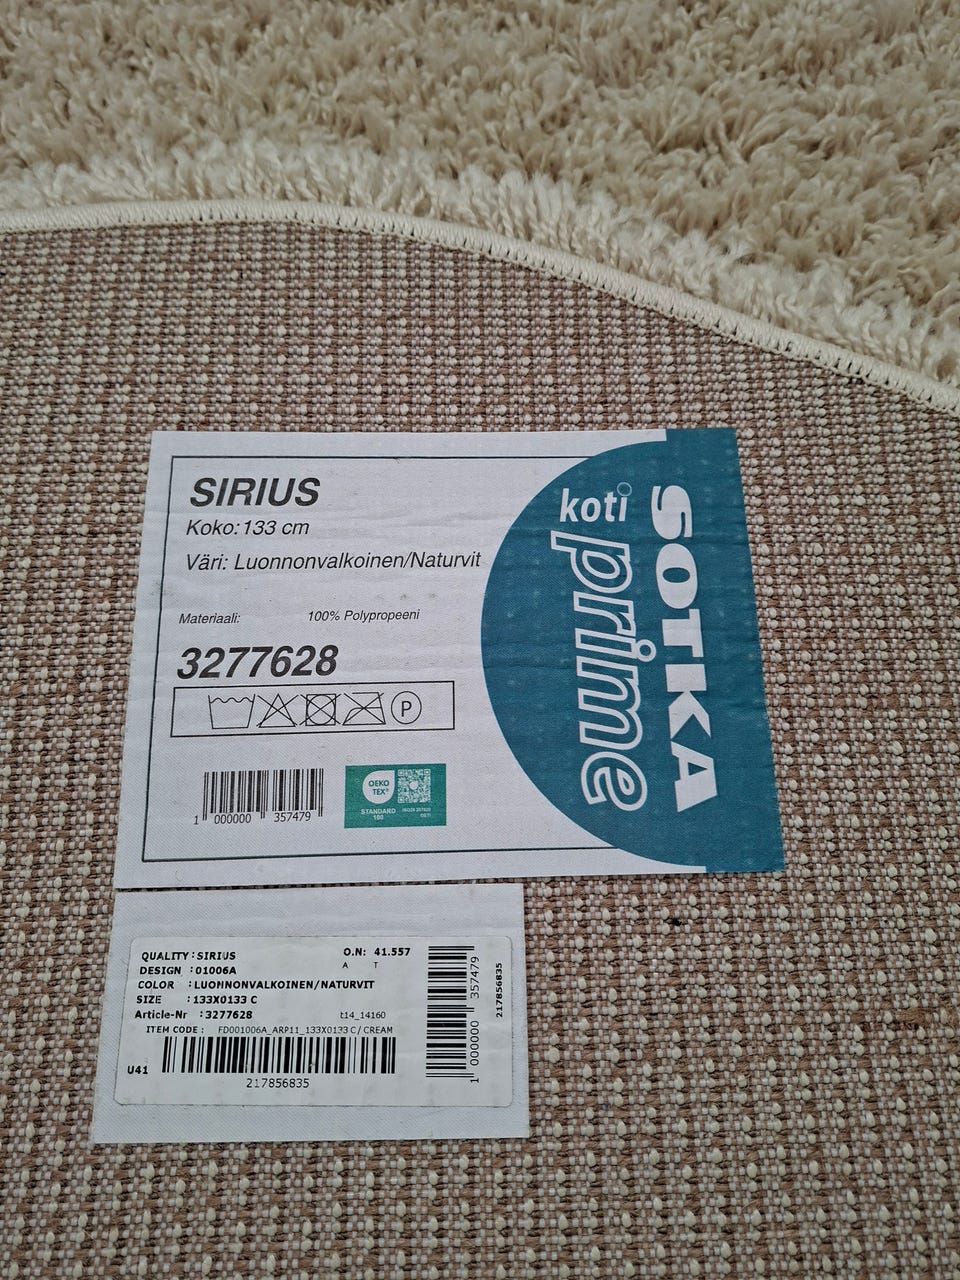 SIRIUS
Koko: 133 cm
Väri: Luonnonvalkoinen/Naturvit
Materiaali: 100% Polypropeeni
3277628
P
1 000000 357479
OEKO
TEX®
STANDARD
100
koti
prime
SOTKA
QUALITY : SIRIUS
O.N: 41.557
DESIGN : 01006A
A T
COLOR : LUONNONVALKOINEN/NATURVIT
SIZE : 133X0133 C
Article-Nr : 3277628
t14_14160
ITEM CODE : FD001006A_ARP11_133X0133 C/ CREAM
U41
217856835
1 000000 357479
217856835